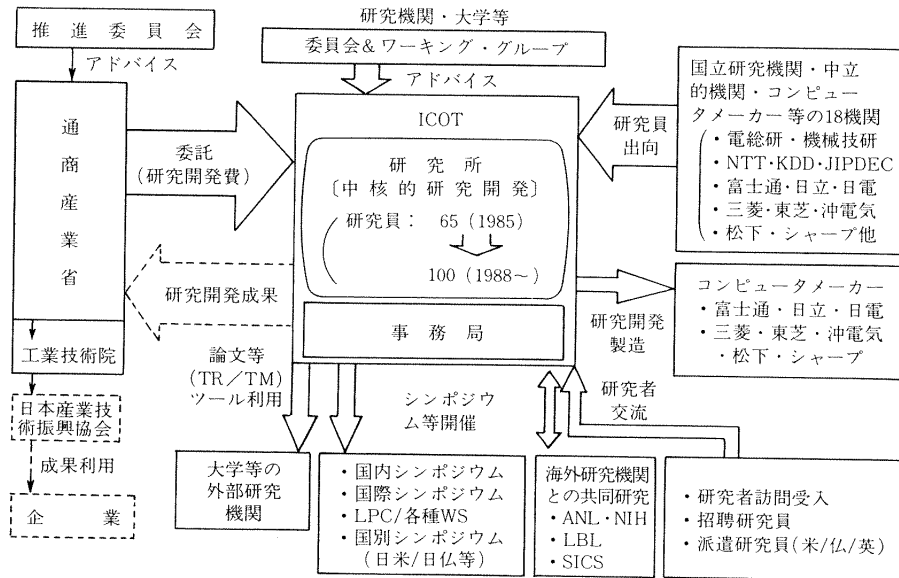 推進委員会
アドバイス
通商産業省
工業技術院
日本産業技
術振興協会
成果利用
企業
研究機関・大学等
委員会&ワーキング・グループ
アドバイス
委託
(研究開発費)
研究開発成果
ICOT
研究所
〔中核的研究開発〕
研究員: 65 (1985)
100 (1988~)
事務局
研究員
出向
国立研究機関・中立
的機関・コンピュー
タメーカー等の18機関
・電総研・機械技研
・NTT・KDD・JIPDEC
・富士通・日立・日電
・三菱・東芝・沖電気
・松下・シャープ他
研究開発
製造
コンピュータメーカー
・富士通・日立・日電
・三菱・東芝・沖電気
・松下・シャープ
論文等
(TR/TM)
ツール利用
シンポジウ
ム等開催
研究者
交流
大学等の
外部研究
機関
・国内シンポジウム
・国際シンポジウム
・LPC/各種WS
・国別シンポジウム
(日米/日仏等)
海外研究機関
との共同研究
・ANL・NIH
・LBL
・SICS
・研究者訪問受入
・招聘研究員
・派遣研究員(米/仏/英)